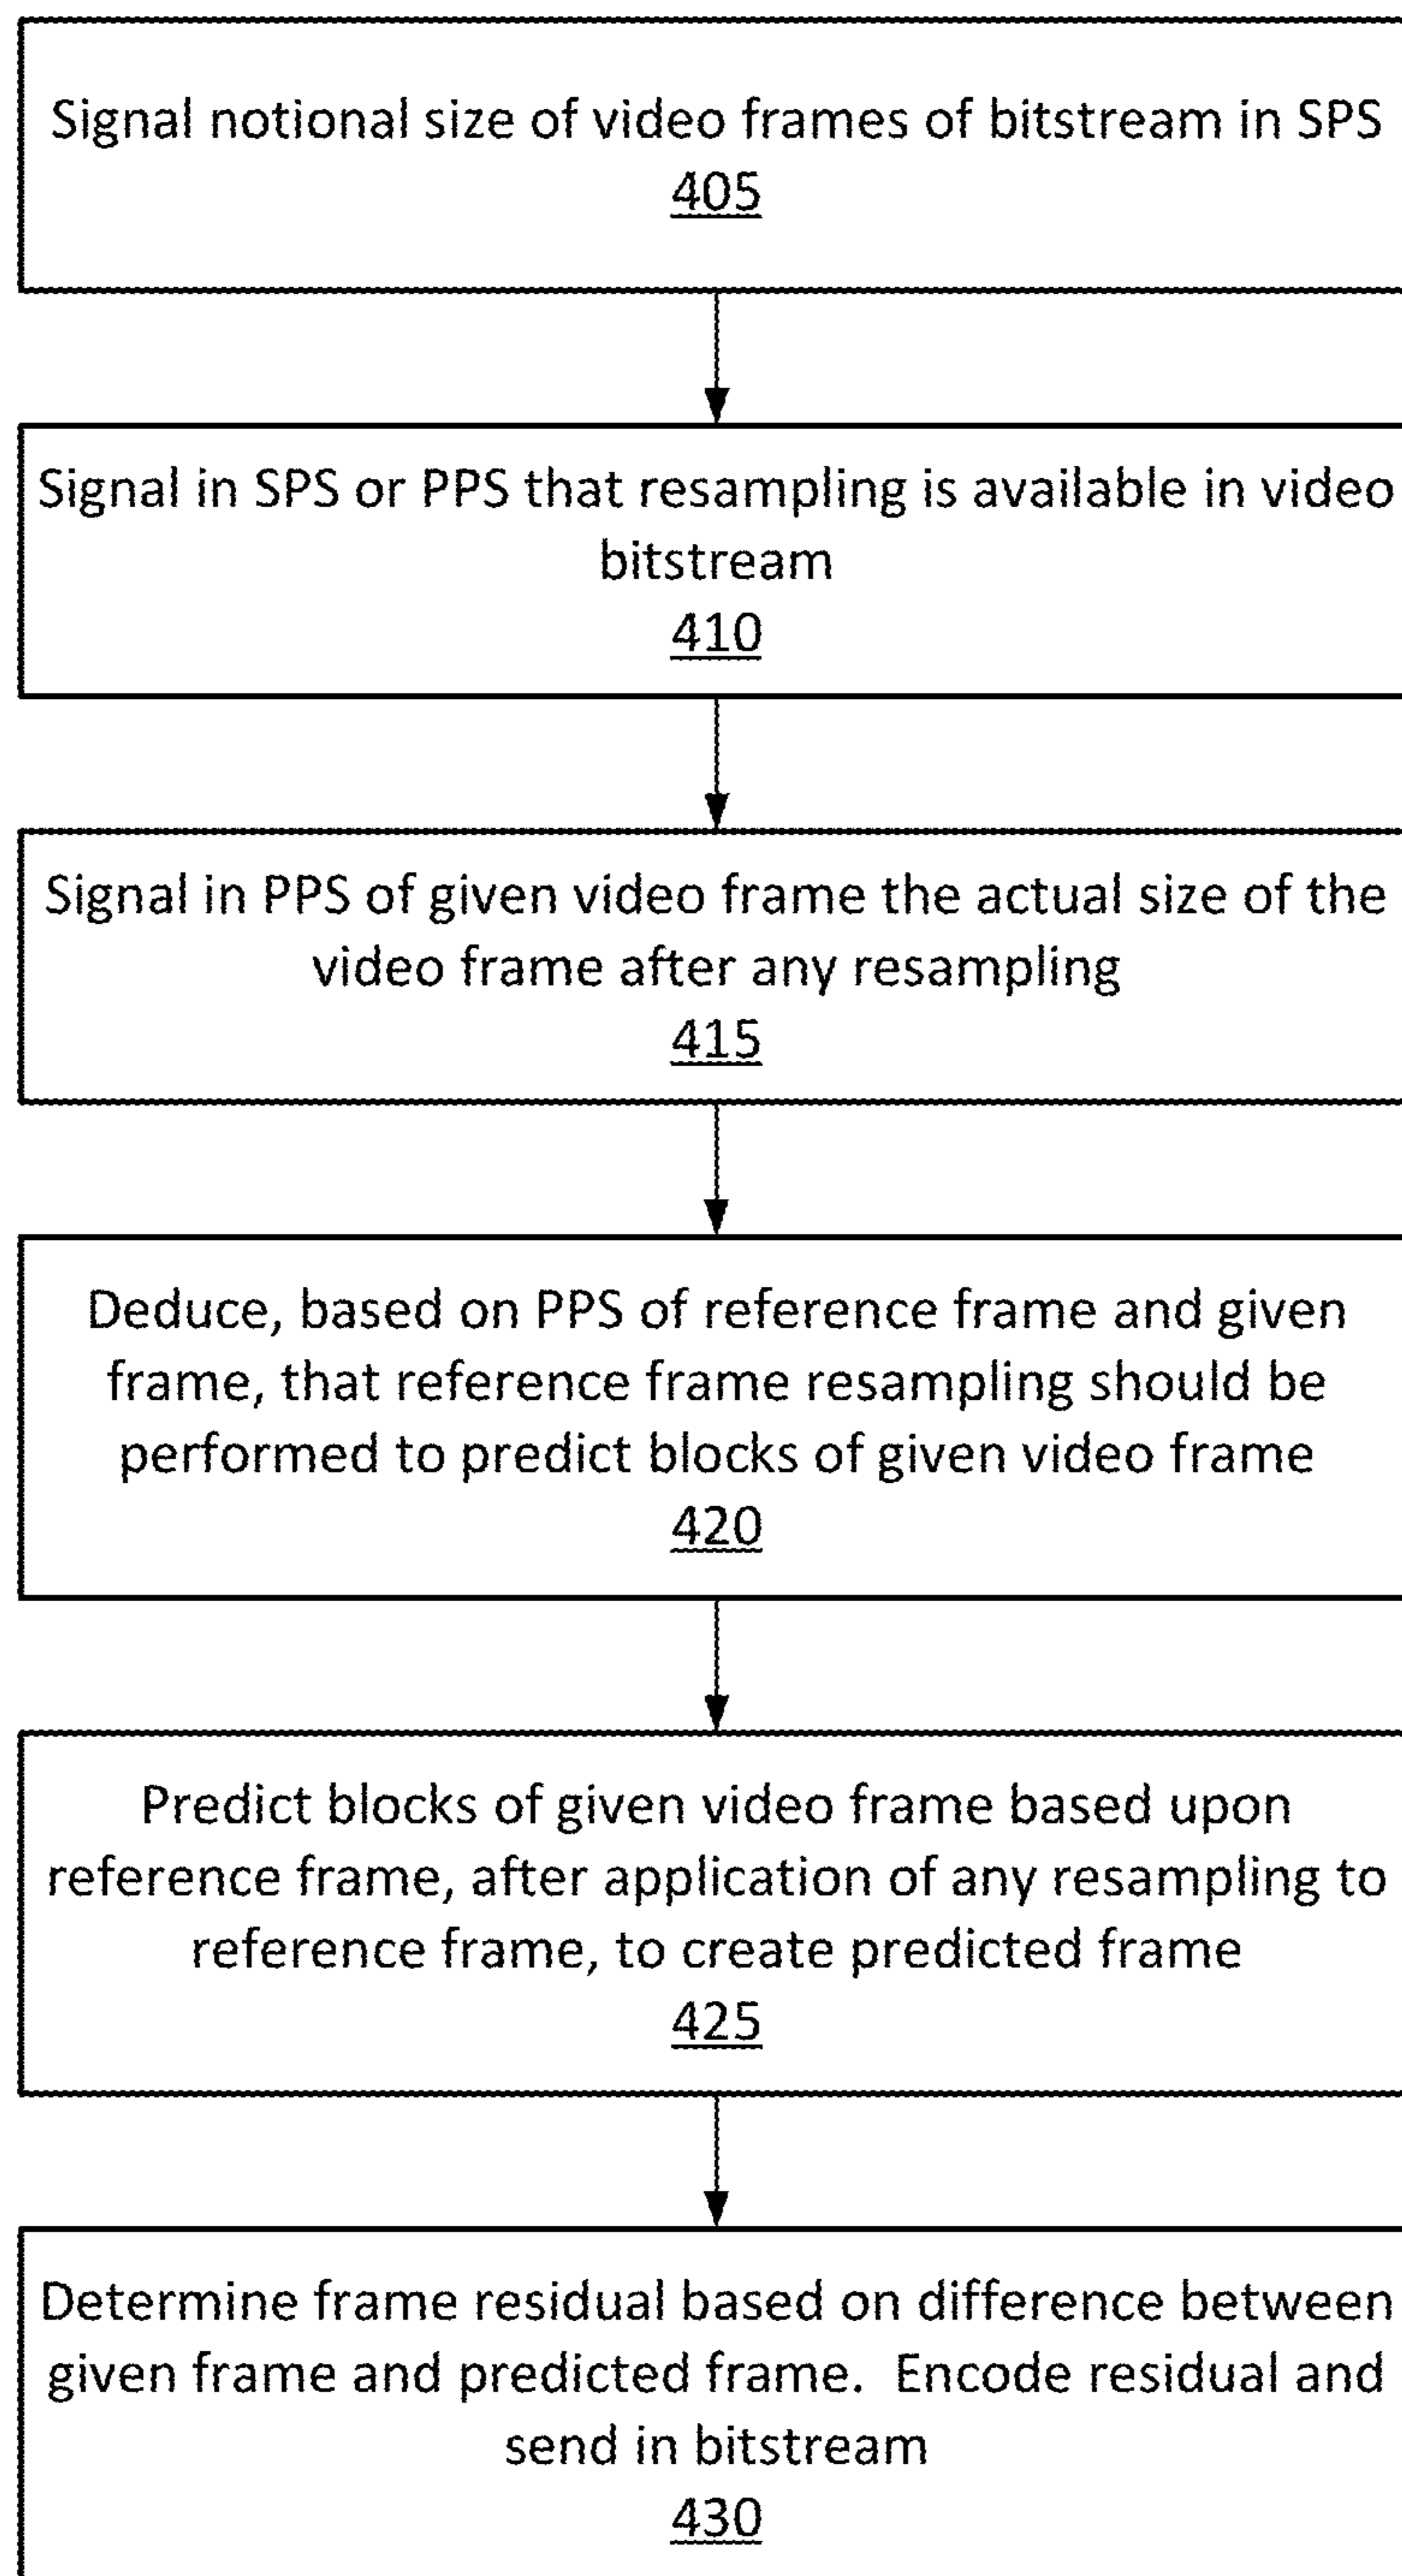 Signal notional size of video frames of bitstream in SPS
405
Signal in SPS or PPS that resampling is available in video
bitstream
410
Signal in PPS of given video frame the actual size of the
video frame after any resampling
415
Deduce, based on PPS of reference frame and given
frame, that reference frame resampling should be
performed to predict blocks of given video frame
420
Predict blocks of given video frame based upon
reference frame, after application of any resampling to
reference frame, to create predicted frame
425
Determine frame residual based on difference between
given frame and predicted frame.  Encode residual and
send in bitstream
430